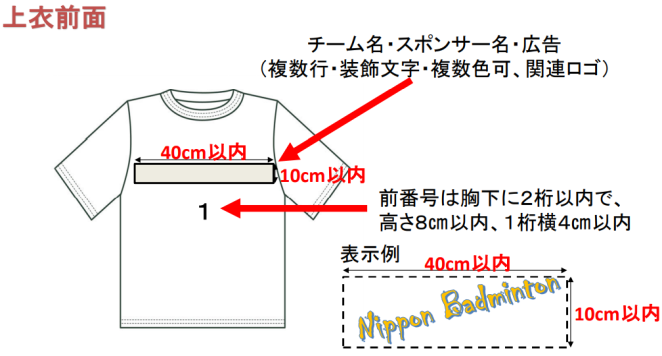 上衣前面
チーム名・スポンサー名・広告
（複数行・装飾文字・複数色可、関連ロゴ）
40cm以内
10cm以内
1
前番号は胸下に２桁以内で、
高さ８㎝以内、１桁横４㎝以内
表示例
40cm以内
Nippon Badminton
10cm以内